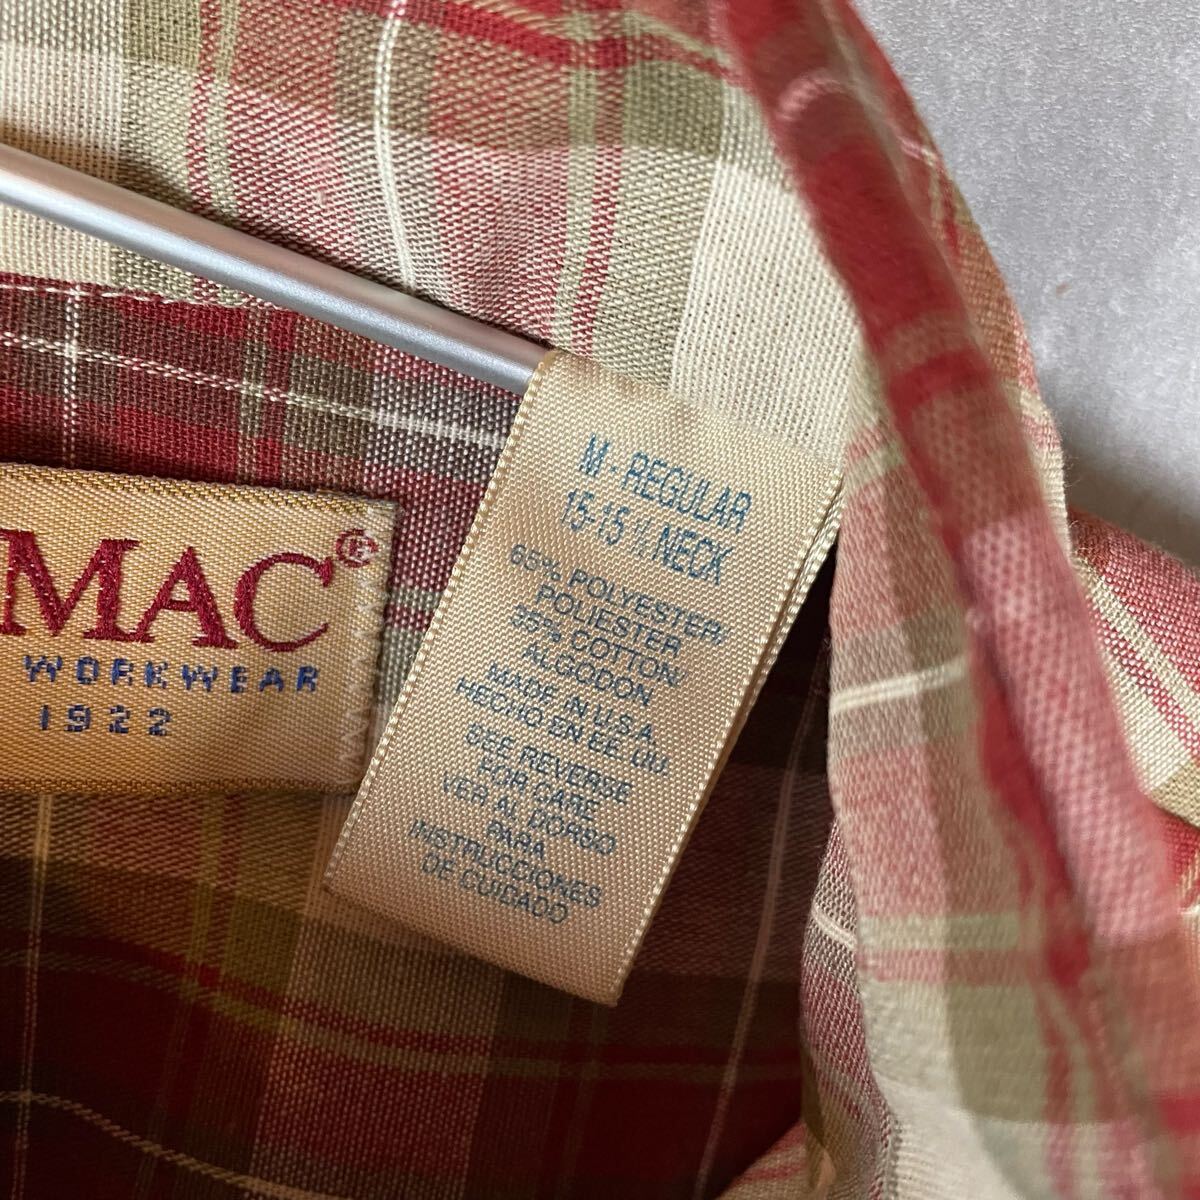 MAC®
WORKWEAR
1922
M - REGULAR
15-15 ½ NECK
65% POLYESTER/
POLIESTER
35% COTTON/
ALGODON
MADE IN U.S.A.
HECHO EN EE. UU.
SEE REVERSE
FOR CARE
VER AL DORSO
PARA
INSTRUCCIONES
DE CUIDADO